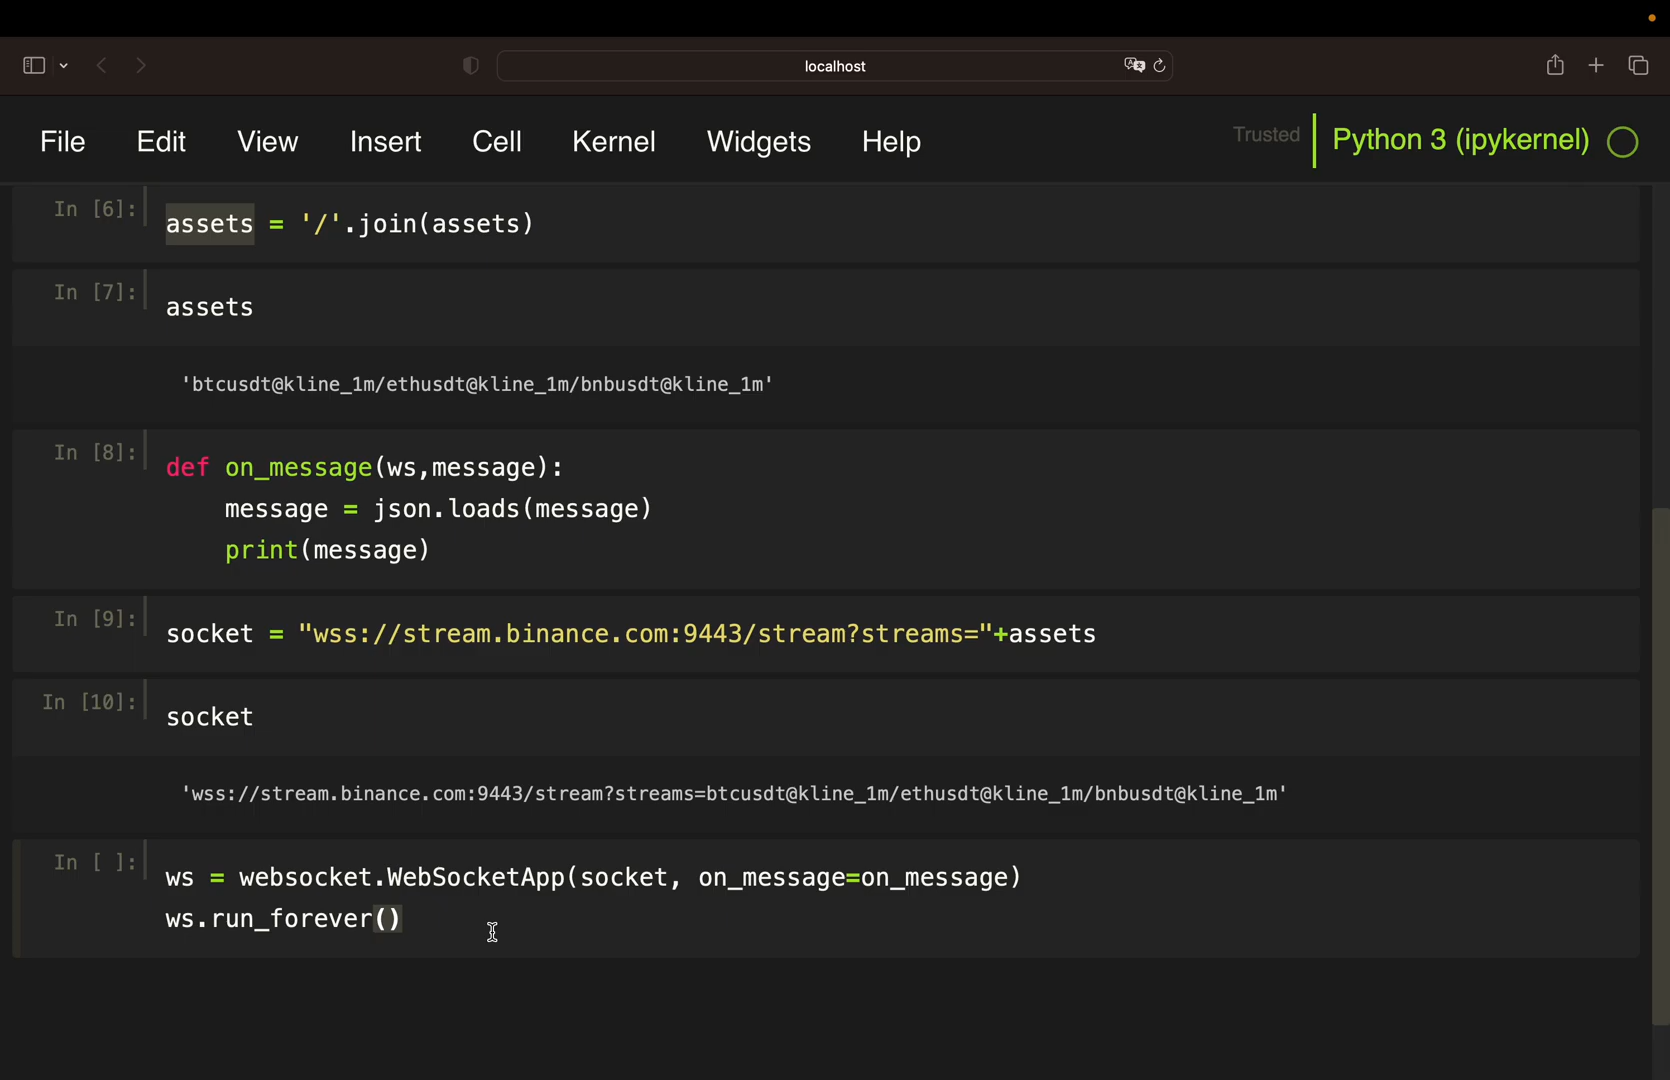 localhost
File Edit View Insert Cell Kernel Widgets Help Trusted Python 3 (ipykernel)
In [6]: assets = '/'.join(assets)
In [7]: assets
'btcusdt@kline_1m/ethusdt@kline_1m/bnbusdt@kline_1m'
In [8]: def on_message(ws,message):
message = json.loads(message)
print(message)
In [9]: socket = "wss://stream.binance.com:9443/stream?streams="+assets
In [10]: socket
'wss://stream.binance.com:9443/stream?streams=btcusdt@kline_1m/ethusdt@kline_1m/bnbusdt@kline_1m'
In [ ]: ws = websocket.WebSocketApp(socket, on_message=on_message)
ws.run_forever()